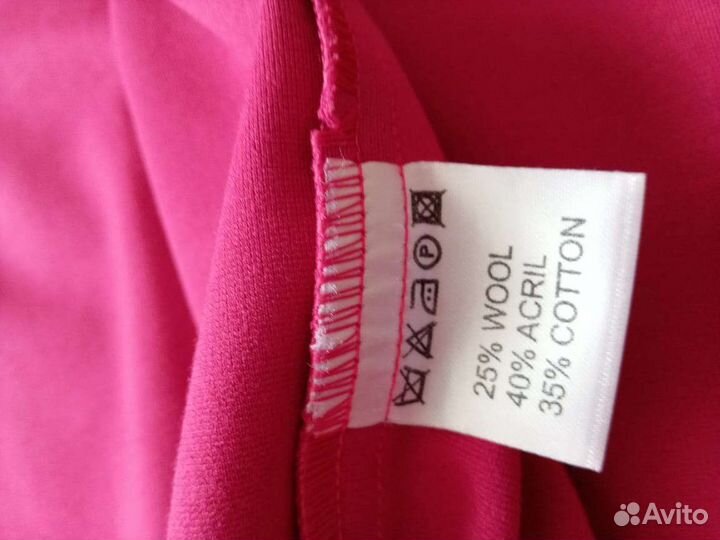 P
25% WOOL
40% ACRIL
35% COTTON
Avito